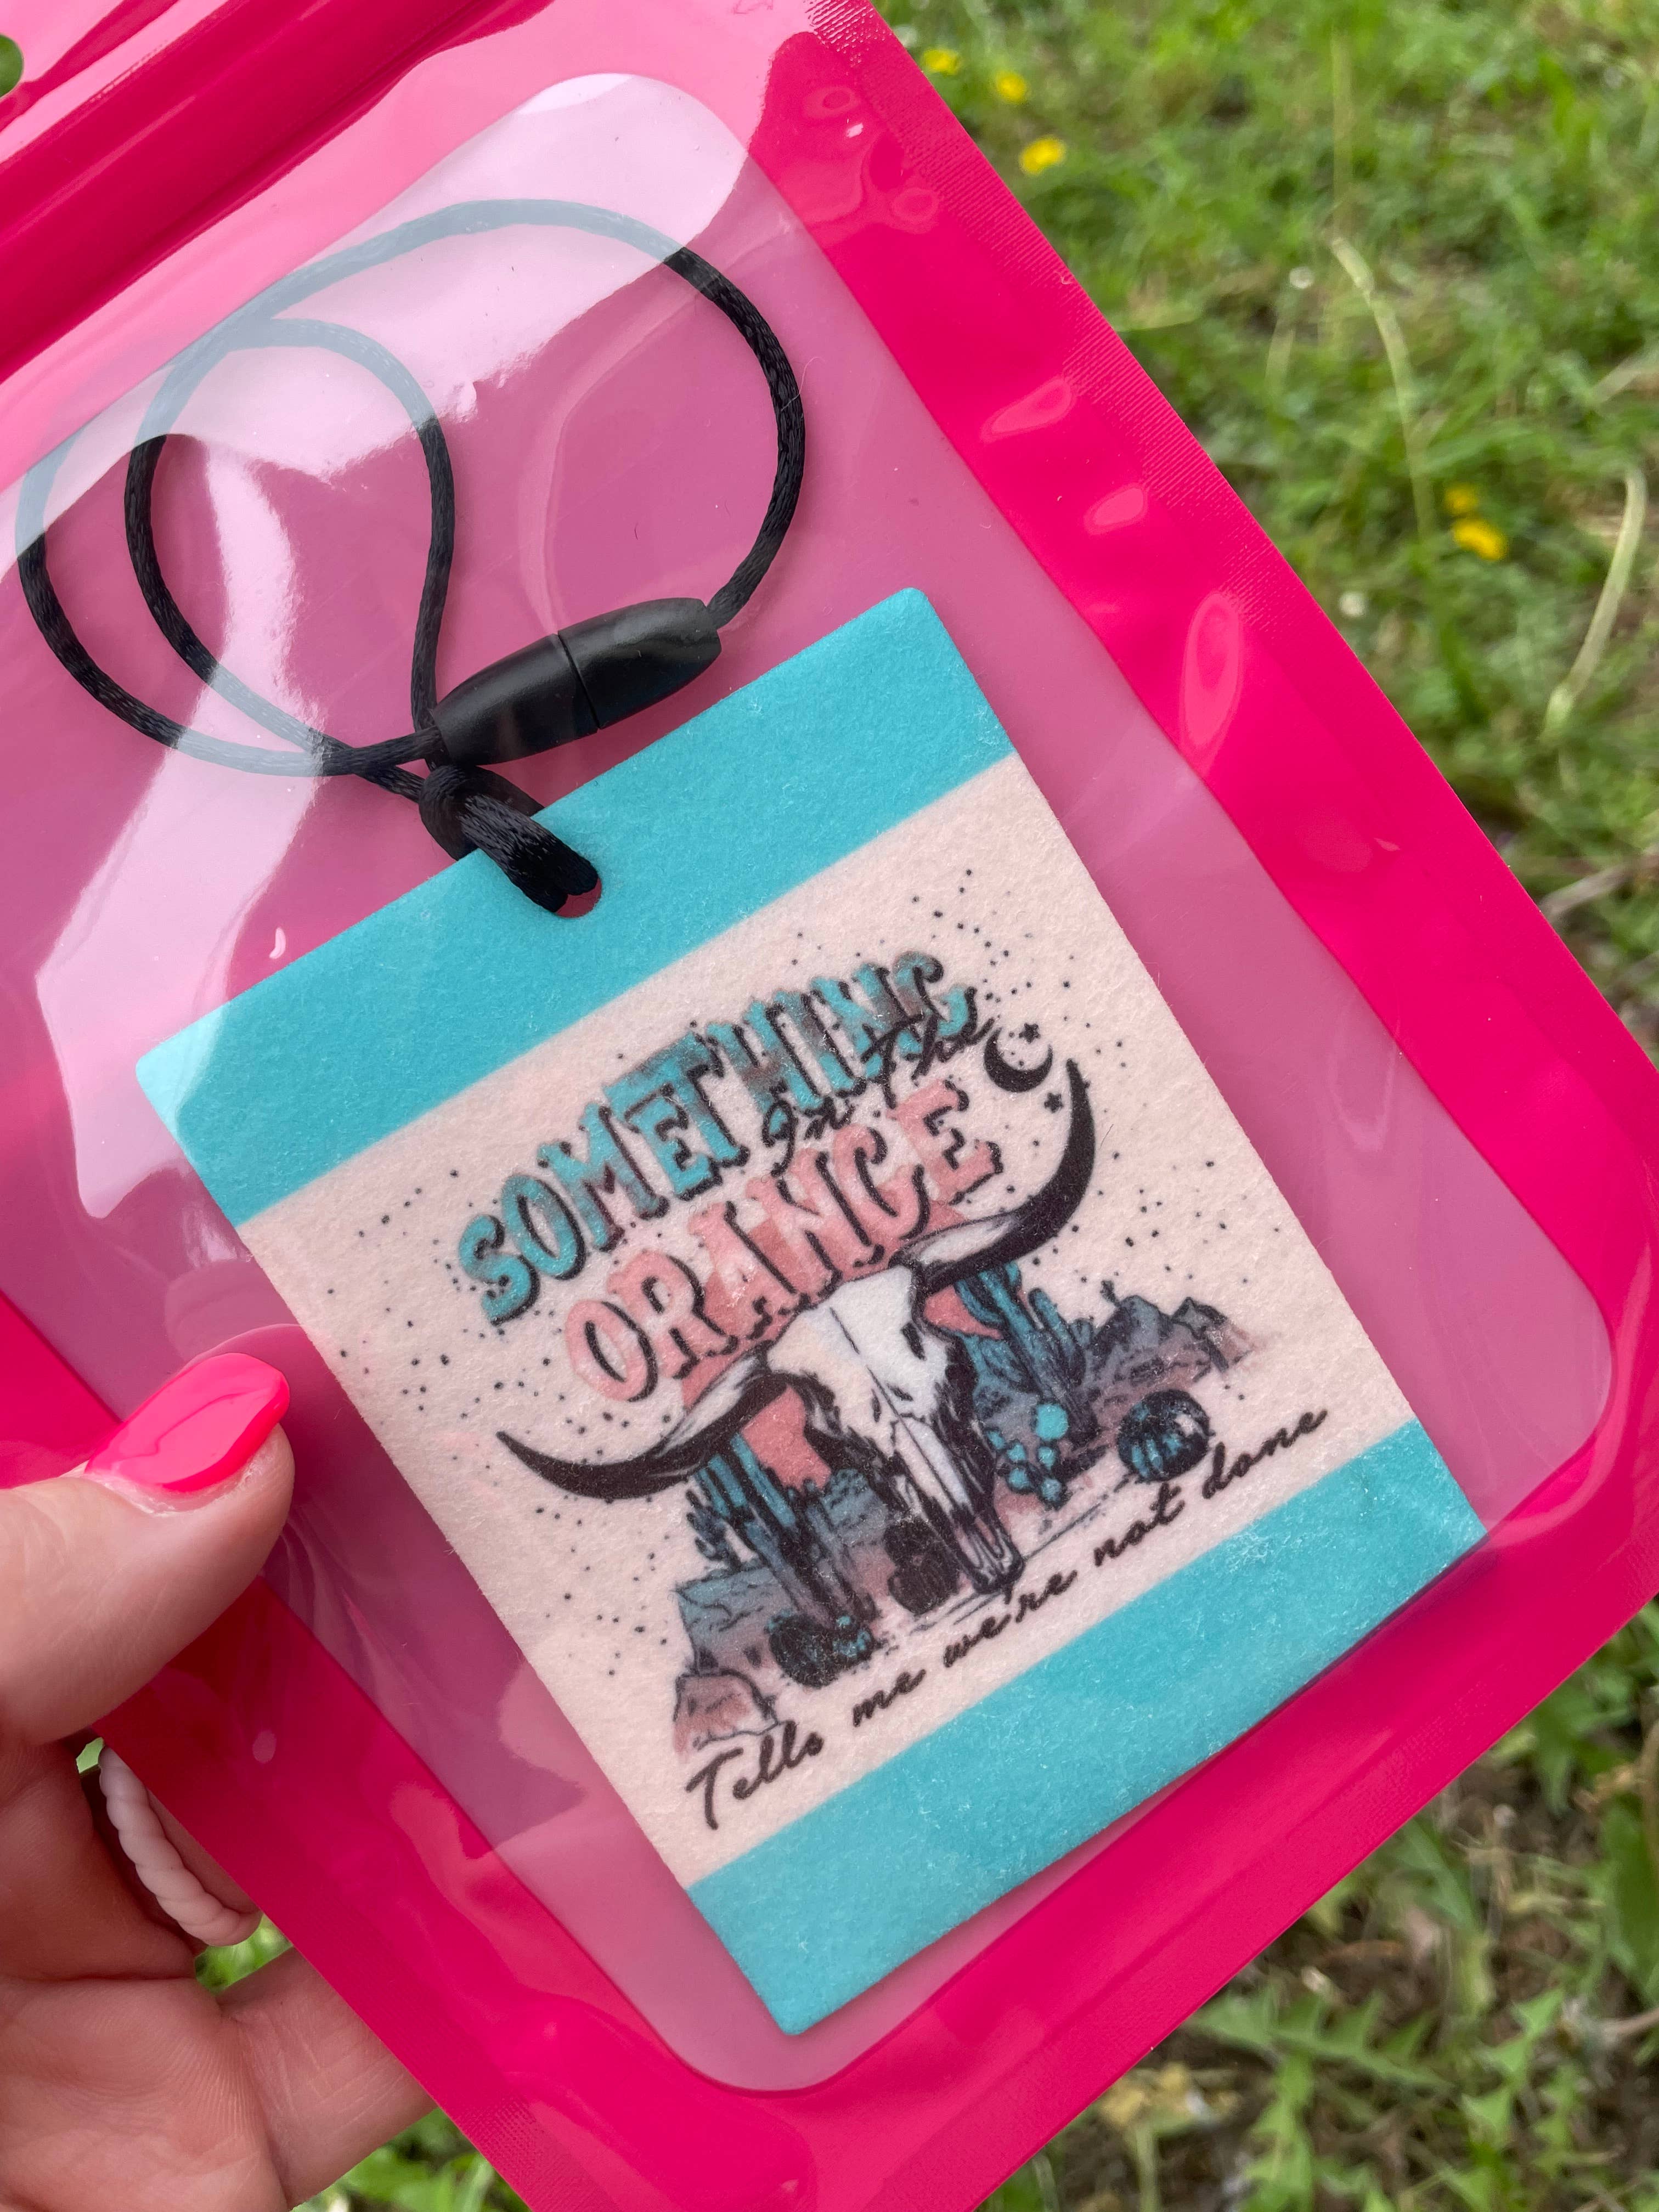 SOMETHING
In The
ORANGE
Tells me we're not done